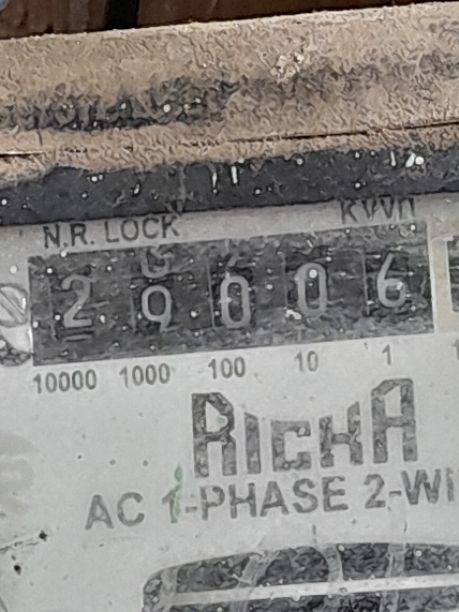 N.R. LOCK kWh
29006
10000 1000 100 10 1
RICHA
AC 1-PHASE 2-WI